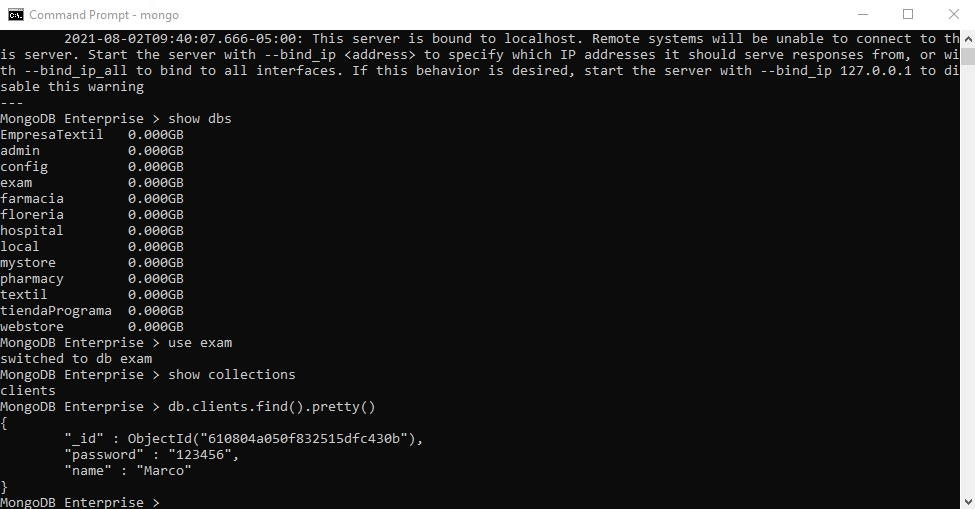 Command Prompt - mongo
2021-08-02T09:40:07.666-05:00: This server is bound to localhost. Remote systems will be unable to connect to th
is server. Start the server with --bind_ip <address> to specify which IP addresses it should serve responses from, or wi
th --bind_ip_all to bind to all interfaces. If this behavior is desired, start the server with --bind_ip 127.0.0.1 to di
sable this warning
---
MongoDB Enterprise > show dbs
EmpresaTextil   0.000GB
admin           0.000GB
config          0.000GB
exam            0.000GB
farmacia        0.000GB
floreria        0.000GB
hospital        0.000GB
local           0.000GB
mystore         0.000GB
pharmacy        0.000GB
textil          0.000GB
tiendaPrograma  0.000GB
webstore        0.000GB
MongoDB Enterprise > use exam
switched to db exam
MongoDB Enterprise > show collections
clients
MongoDB Enterprise > db.clients.find().pretty()
{
        "_id" : ObjectId("610804a050f832515dfc430b"),
        "password" : "123456",
        "name" : "Marco"
}
MongoDB Enterprise >